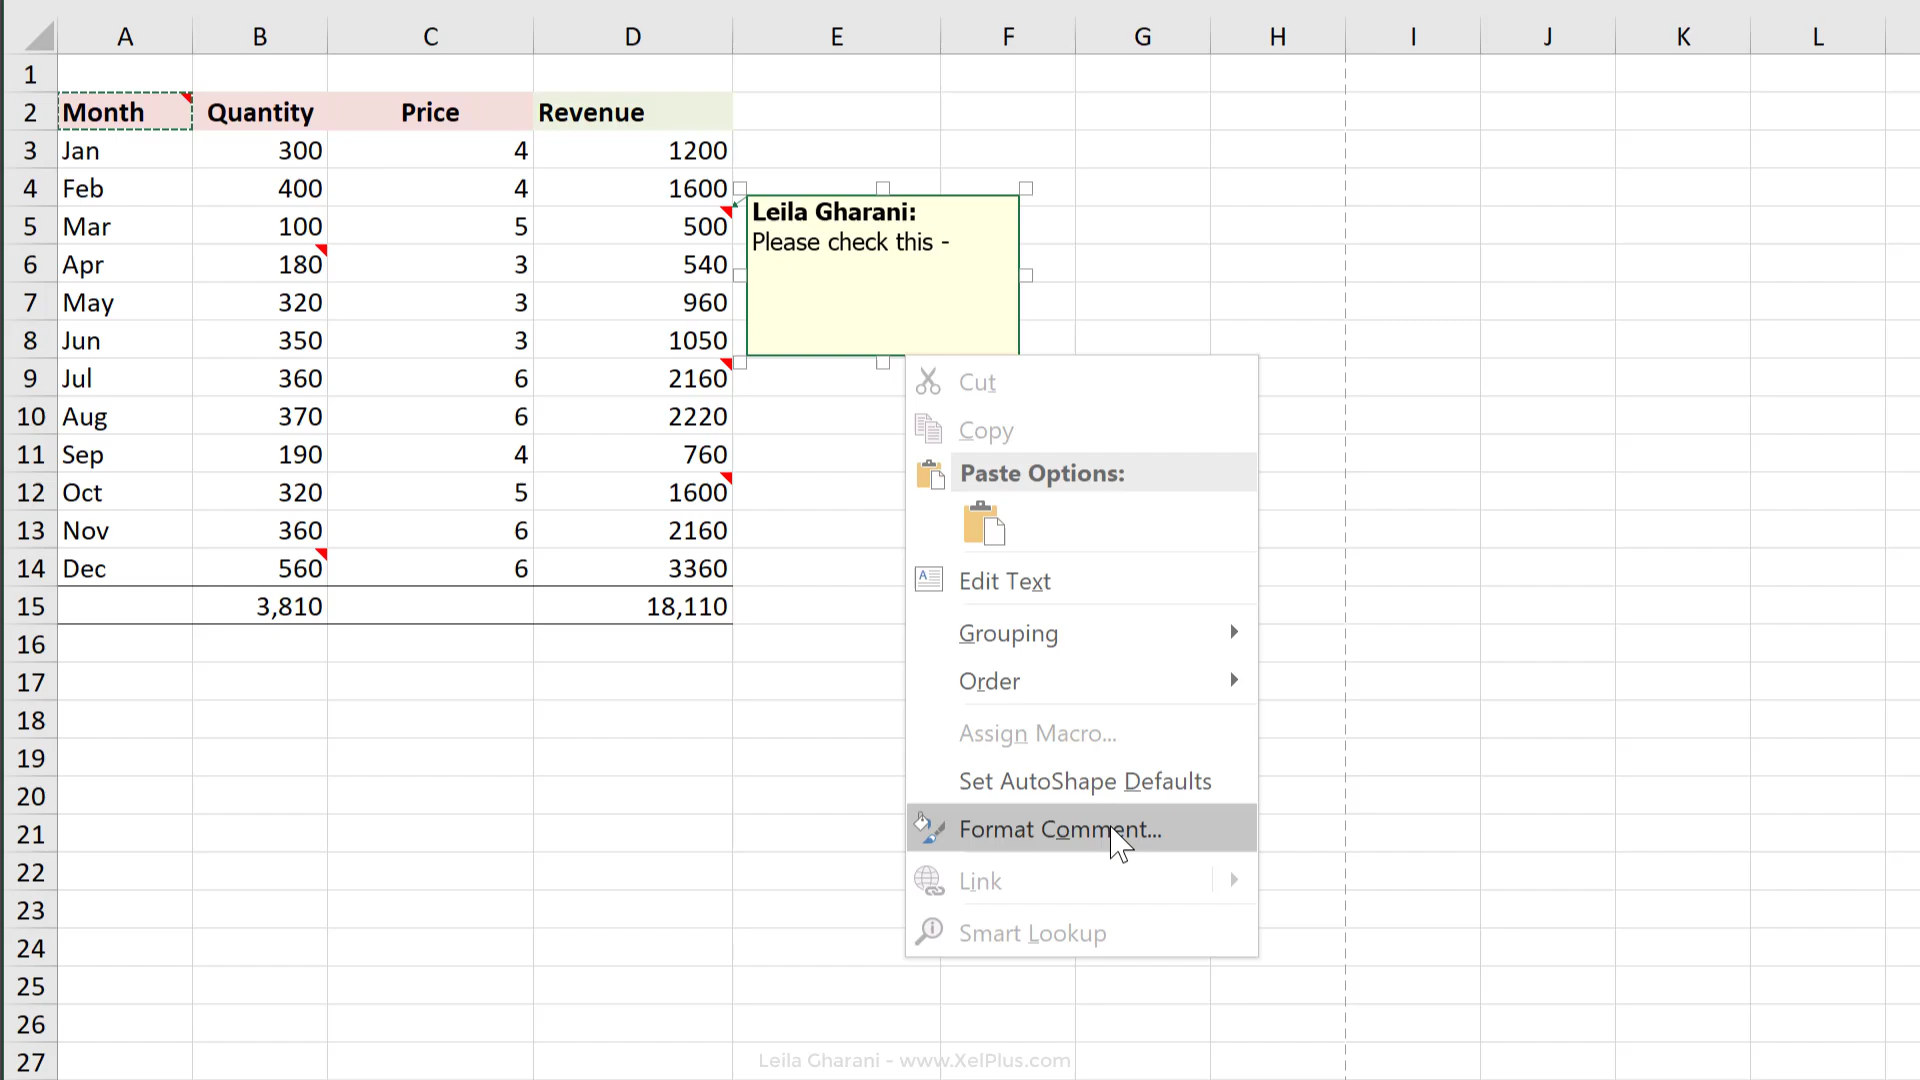 A B C D E F G H I J K L
1
2 Month Quantity Price Revenue
3 Jan 300 4 1200
4 Feb 400 4 1600
5 Mar 100 5 500
6 Apr 180 3 540
7 May 320 3 960
8 Jun 350 3 1050
9 Jul 360 6 2160
10 Aug 370 6 2220
11 Sep 190 4 760
12 Oct 320 5 1600
13 Nov 360 6 2160
14 Dec 560 6 3360
15 3,810 18,110
16
17
18
19
20
21
22
23
24
25
26
27
Leila Gharani:
Please check this -
Cut
Copy
Paste Options:
Edit Text
Grouping
Order
Assign Macro...
Set AutoShape Defaults
Format Comment...
Link
Smart Lookup
Leila Gharani - www.XelPlus.com